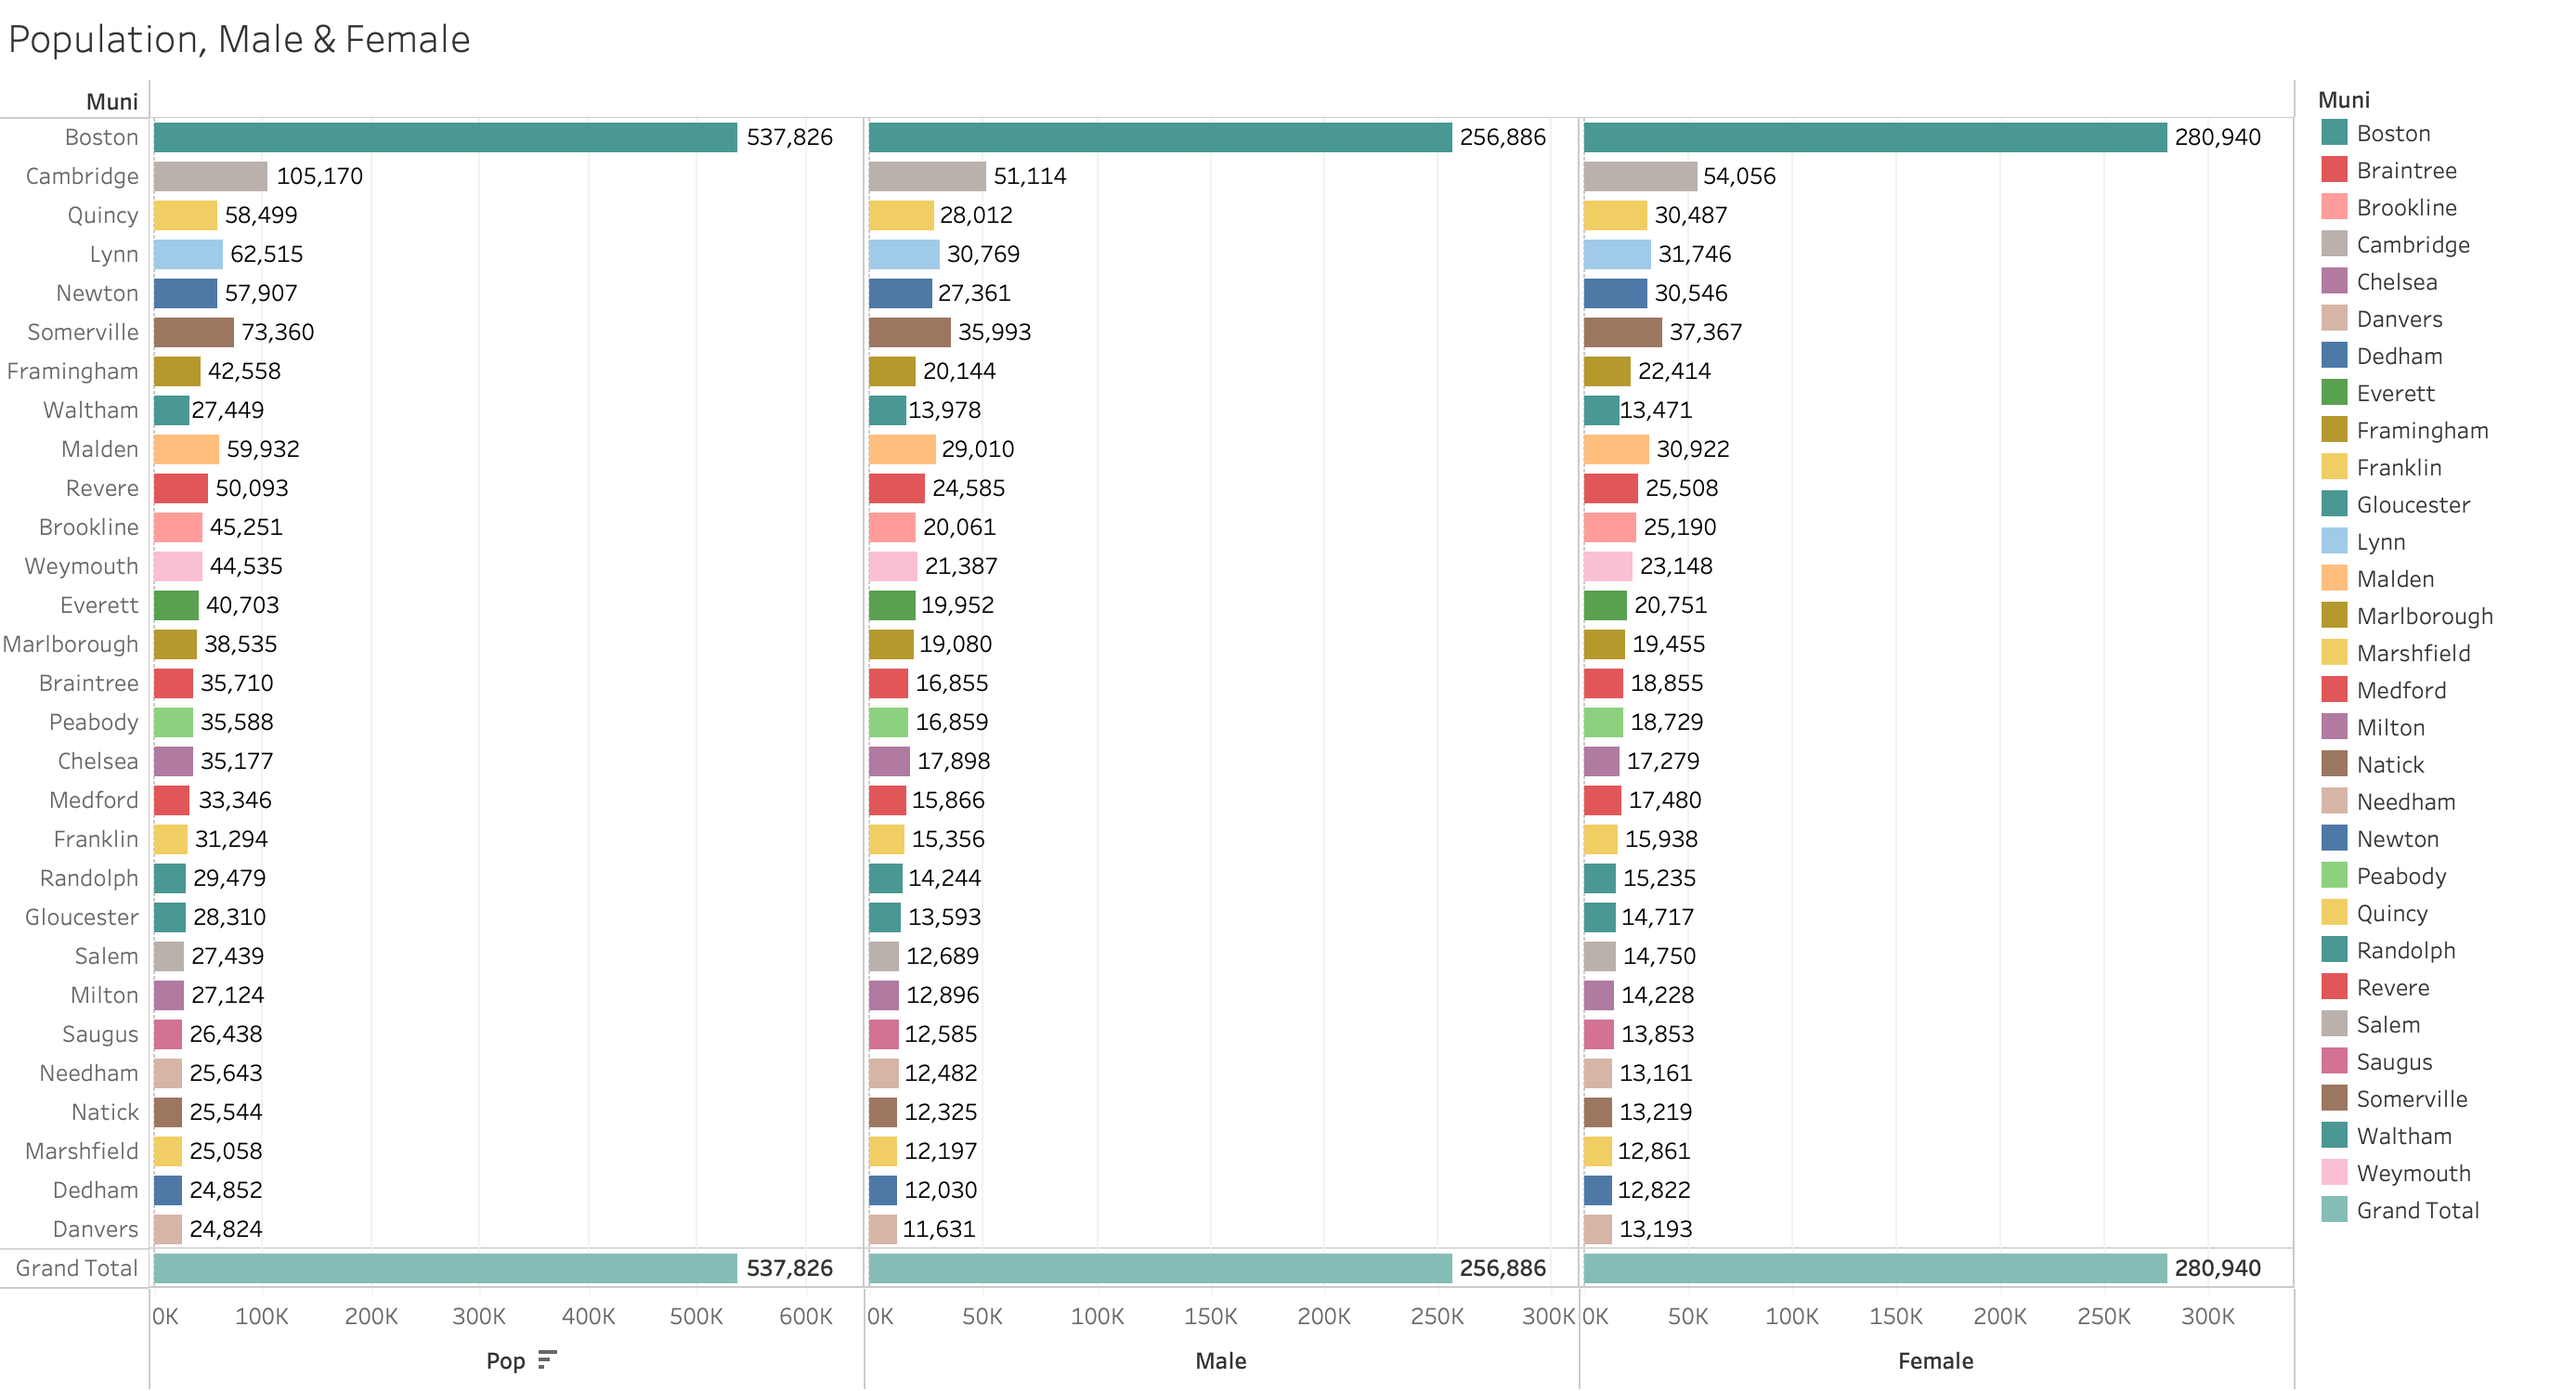 Population, Male & Female
Muni
Boston 537,826 256,886 280,940
Cambridge 105,170 51,114 54,056
Quincy 58,499 28,012 30,487
Lynn 62,515 30,769 31,746
Newton 57,907 27,361 30,546
Somerville 73,360 35,993 37,367
Framingham 42,558 20,144 22,414
Waltham 27,449 13,978 13,471
Malden 59,932 29,010 30,922
Revere 50,093 24,585 25,508
Brookline 45,251 20,061 25,190
Weymouth 44,535 21,387 23,148
Everett 40,703 19,952 20,751
Marlborough 38,535 19,080 19,455
Braintree 35,710 16,855 18,855
Peabody 35,588 16,859 18,729
Chelsea 35,177 17,898 17,279
Medford 33,346 15,866 17,480
Franklin 31,294 15,356 15,938
Randolph 29,479 14,244 15,235
Gloucester 28,310 13,593 14,717
Salem 27,439 12,689 14,750
Milton 27,124 12,896 14,228
Saugus 26,438 12,585 13,853
Needham 25,643 12,482 13,161
Natick 25,544 12,325 13,219
Marshfield 25,058 12,197 12,861
Dedham 24,852 12,030 12,822
Danvers 24,824 11,631 13,193
Grand Total 537,826 256,886 280,940
0K 100K 200K 300K 400K 500K 600K 0K 50K 100K 150K 200K 250K 300K 0K 50K 100K 150K 200K 250K 300K
Pop Male Female
Muni
Boston
Braintree
Brookline
Cambridge
Chelsea
Danvers
Dedham
Everett
Framingham
Franklin
Gloucester
Lynn
Malden
Marlborough
Marshfield
Medford
Milton
Natick
Needham
Newton
Peabody
Quincy
Randolph
Revere
Salem
Saugus
Somerville
Waltham
Weymouth
Grand Total